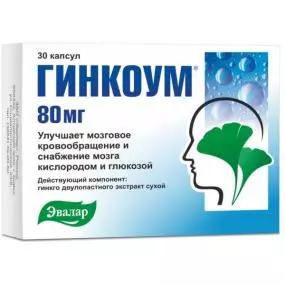 30 капсул
ГИНКОУМ®
80 мг
Улучшает мозговое
кровообращение и
снабжение мозга
кислородом и глюкозой
Действующий компонент:
гинкго двулопастного экстракт сухой
Эвалар